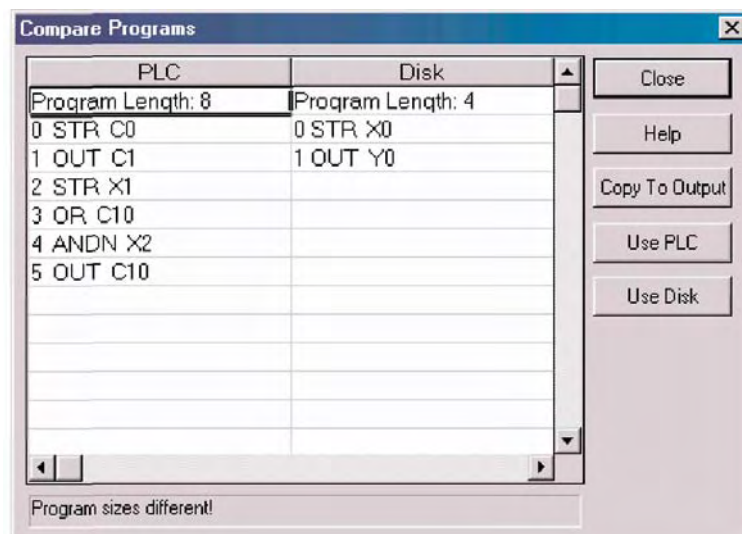 Compare Programs
PLC Disk
Program Length: 8 Program Length: 4
0 STR C0 0 STR X0
1 OUT C1 1 OUT Y0
2 STR X1
3 OR C10
4 ANDN X2
5 OUT C10
Close
Help
Copy To Output
Use PLC
Use Disk
Program sizes different!